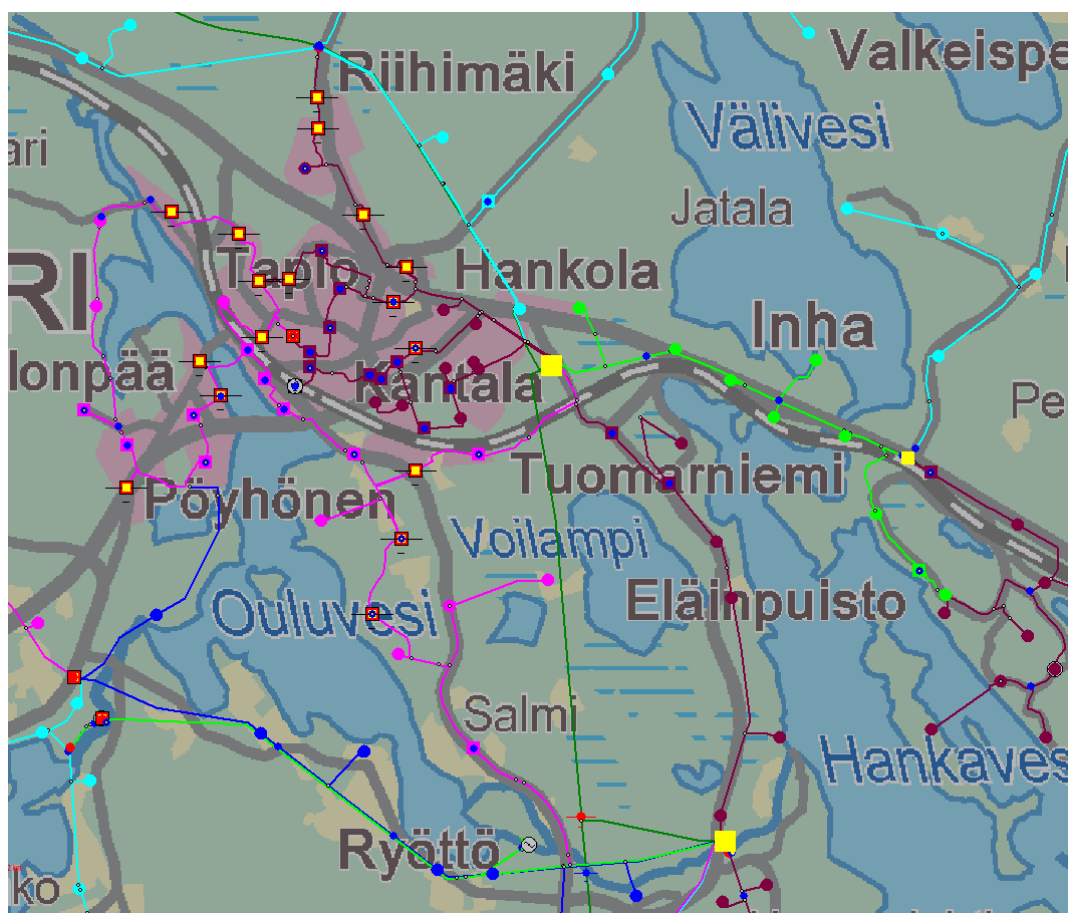 Riihimäki
Valkeispe
Välivesi
ari
Jatala
Taplo
Hankola
RI
Inha
lonpää
Kantala
Pe
Tuomarniemi
Pöyhönen
Voilampi
Eläinpuisto
Ouluvesi
Salmi
Hankaves
Ryöttö
ko